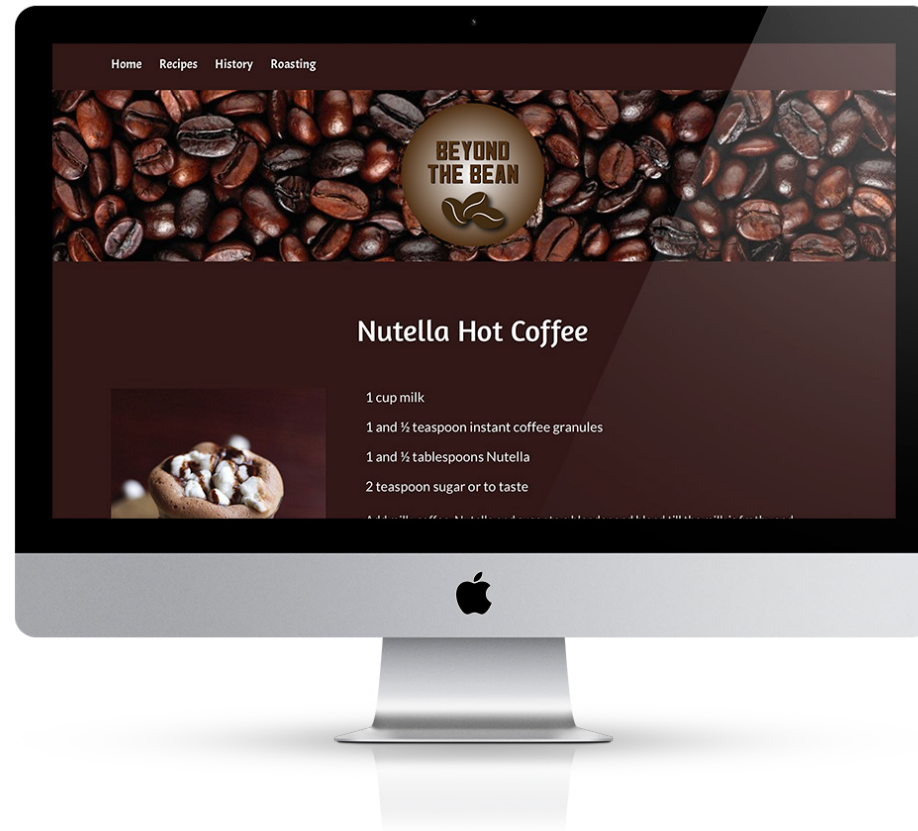 Home Recipes History Roasting
BEYOND
THE BEAN
Nutella Hot Coffee
1 cup milk
1 and ½ teaspoon instant coffee granules
1 and ½ tablespoons Nutella
2 teaspoon sugar or to taste